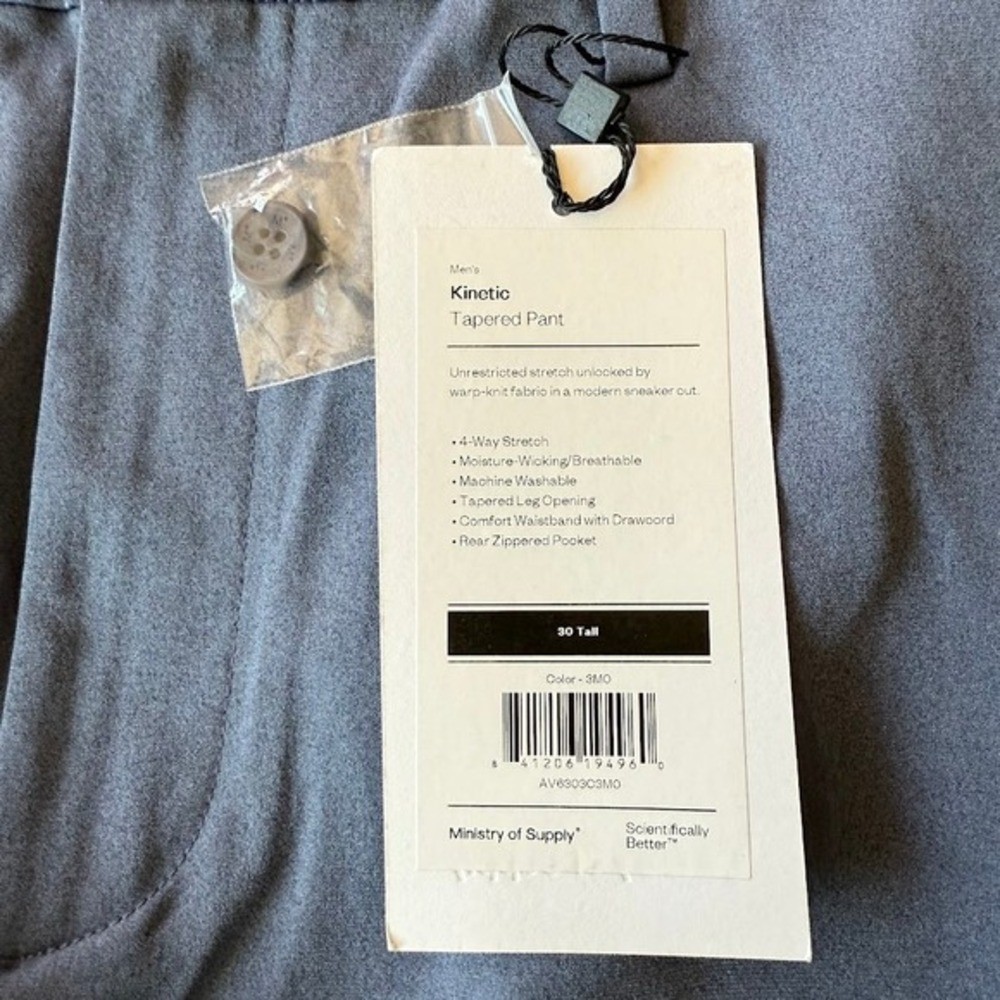 Men's
Kinetic
Tapered Pant
Unrestricted stretch unlocked by
warp-knit fabric in a modern sneaker cut.
• 4-Way Stretch
• Moisture-Wicking/Breathable
• Machine Washable
• Tapered Leg Opening
• Comfort Waistband with Drawcord
• Rear Zippered Pocket
30 Tall
Color - 3M0
8 41206 19496 0
AV6303C3M0
Ministry of Supply®
Scientifically
Better™